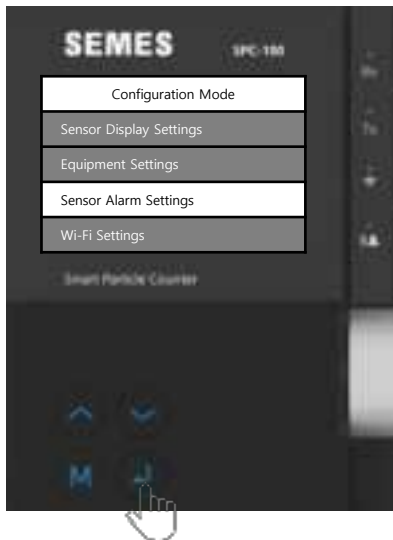 SEMES
SPC-100
Configuration Mode
Sensor Display Settings
Equipment Settings
Sensor Alarm Settings
Wi-Fi Settings
Smart Particle Counter
M